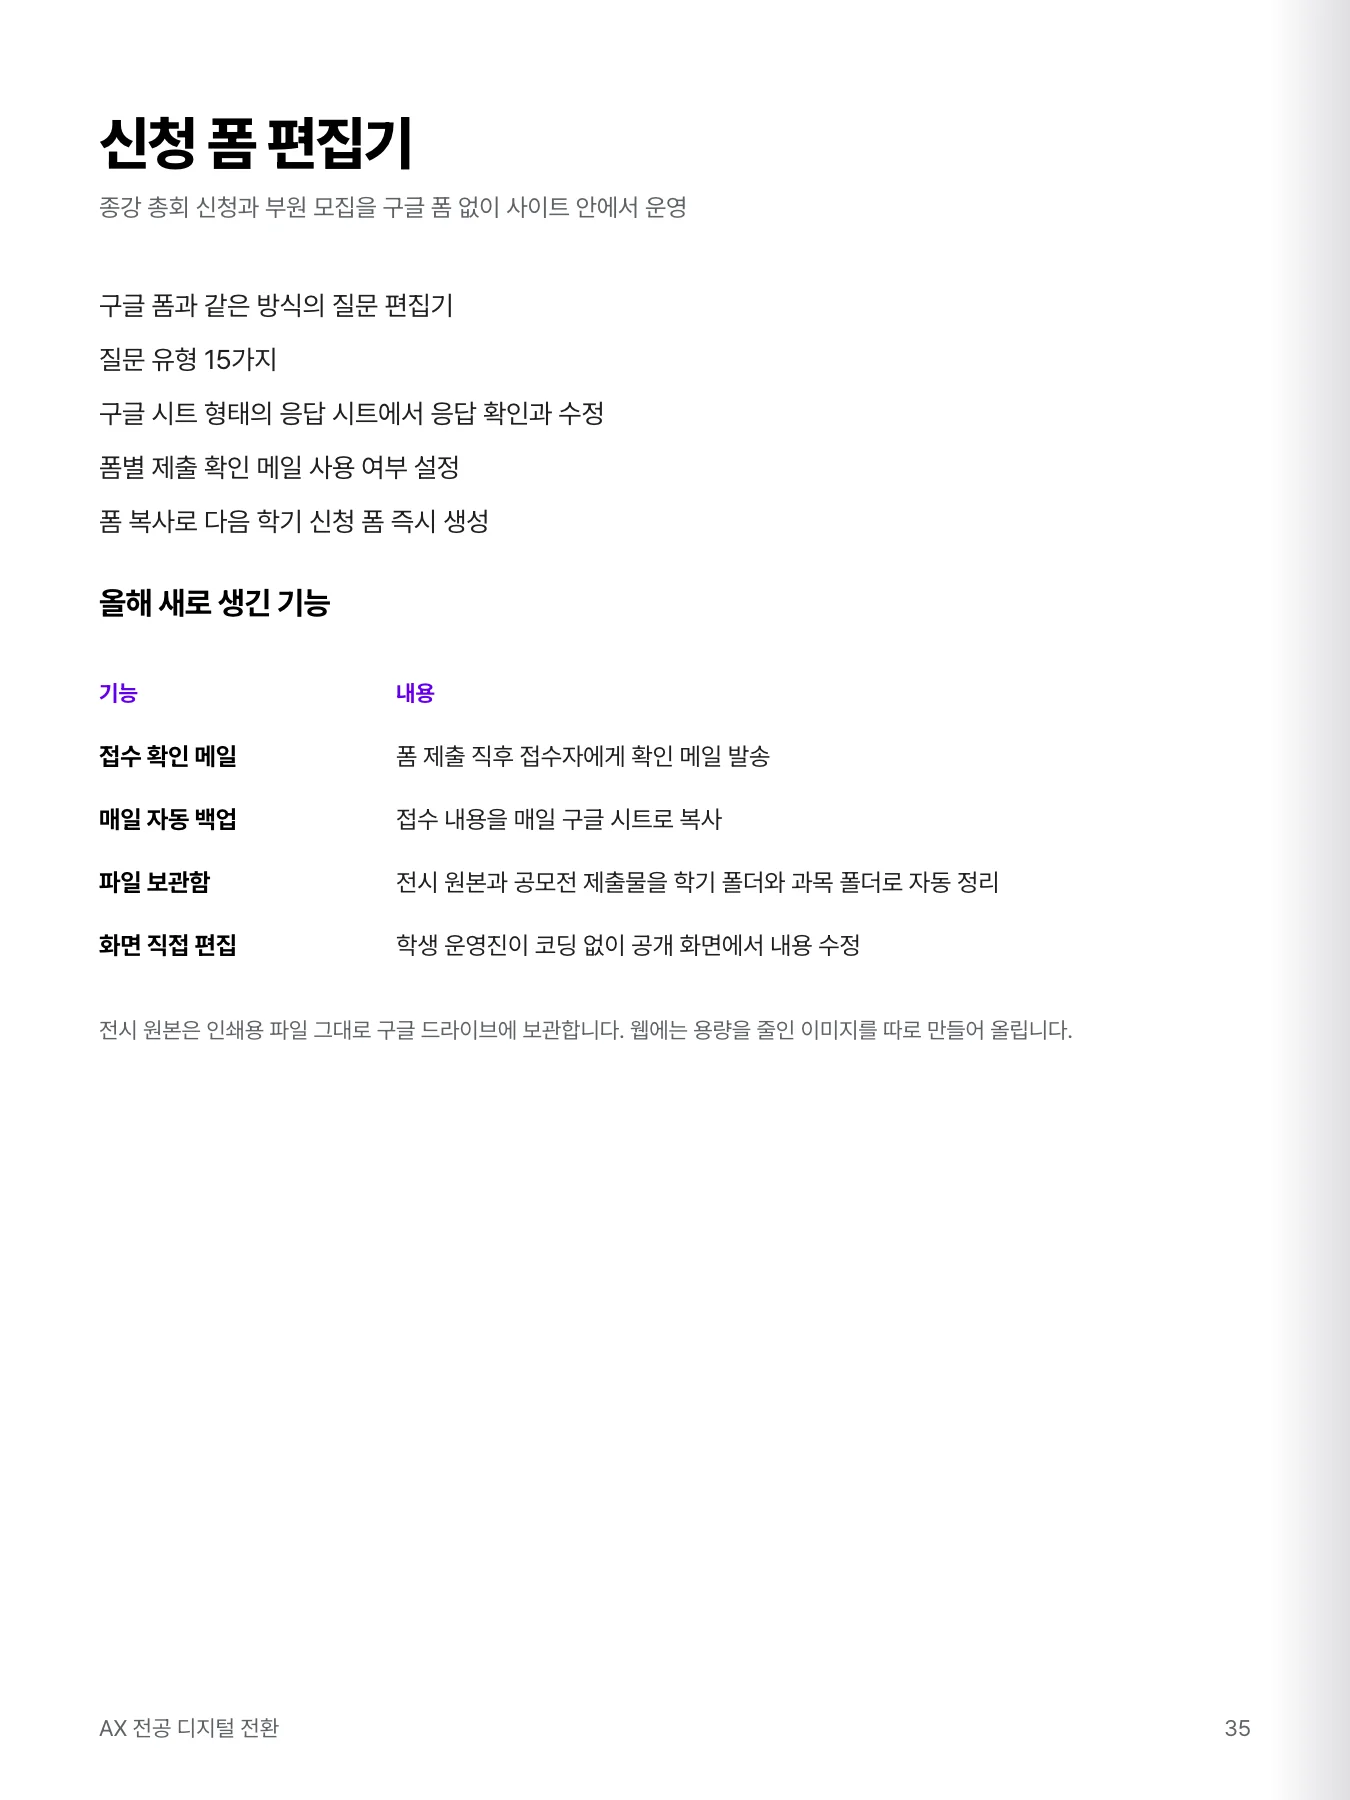 신청 폼 편집기
종강 총회 신청과 부원 모집을 구글 폼 없이 사이트 안에서 운영
구글 폼과 같은 방식의 질문 편집기
질문 유형 15가지
구글 시트 형태의 응답 시트에서 응답 확인과 수정
폼별 제출 확인 메일 사용 여부 설정
폼 복사로 다음 학기 신청 폼 즉시 생성
올해 새로 생긴 기능
기능 내용
접수 확인 메일 폼 제출 직후 접수자에게 확인 메일 발송
매일 자동 백업 접수 내용을 매일 구글 시트로 복사
파일 보관함 전시 원본과 공모전 제출물을 학기 폴더와 과목 폴더로 자동 정리
화면 직접 편집 학생 운영진이 코딩 없이 공개 화면에서 내용 수정
전시 원본은 인쇄용 파일 그대로 구글 드라이브에 보관합니다. 웹에는 용량을 줄인 이미지를 따로 만들어 올립니다.
AX 전공 디지털 전환 35